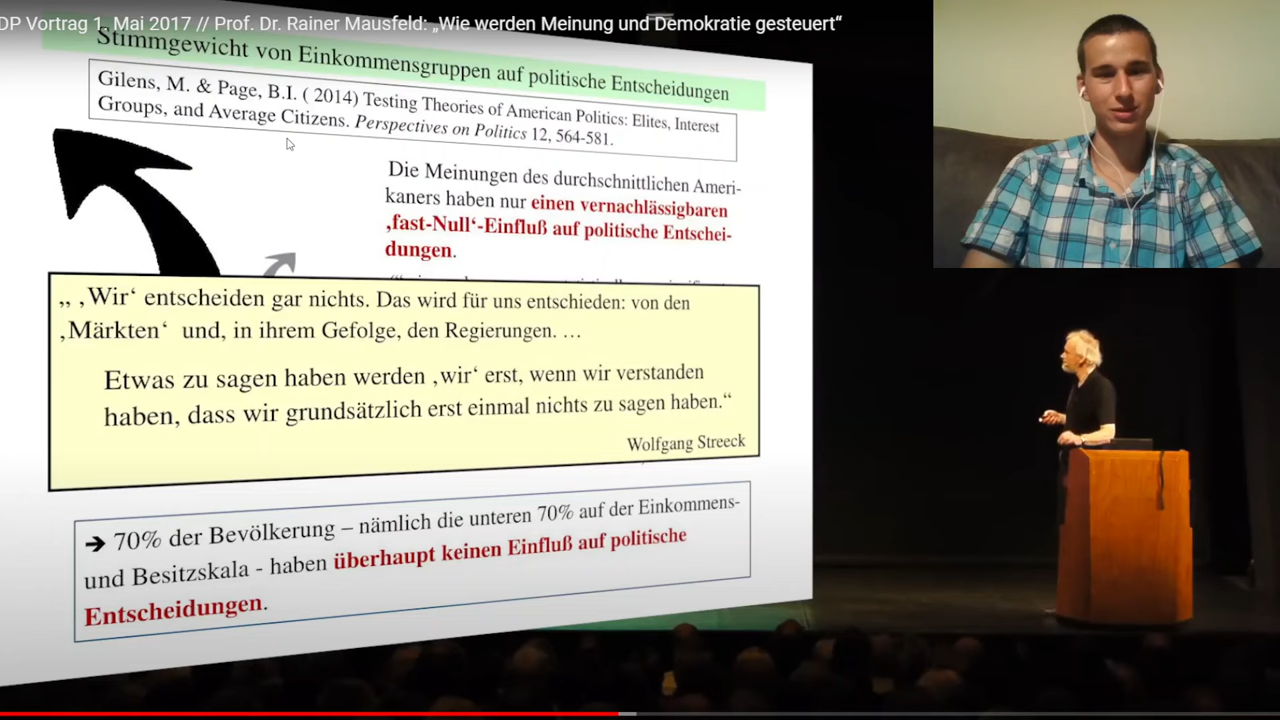 DP Vortrag 1. Mai 2017 // Prof. Dr. Rainer Mausfeld: „Wie werden Meinung und Demokratie gesteuert“
Stimmgewicht von Einkommensgruppen auf politische Entscheidungen
Gilens, M. & Page, B.I. ( 2014) Testing Theories of American Politics: Elites, Interest
Groups, and Average Citizens. Perspectives on Politics 12, 564-581.
Die Meinungen des durchschnittlichen Ameri-
kaners haben nur einen vernachlässigbaren
‚fast-Null‘-Einfluß auf politische Entschei-
dungen.
„ ‚Wir‘ entscheiden gar nichts. Das wird für uns entschieden: von den
‚Märkten‘ und, in ihrem Gefolge, den Regierungen. …
Etwas zu sagen haben werden ‚wir‘ erst, wenn wir verstanden
haben, dass wir grundsätzlich erst einmal nichts zu sagen haben.“
Wolfgang Streeck
➔ 70% der Bevölkerung – nämlich die unteren 70% auf der Einkommens-
und Besitzskala - haben überhaupt keinen Einfluß auf politische
Entscheidungen.